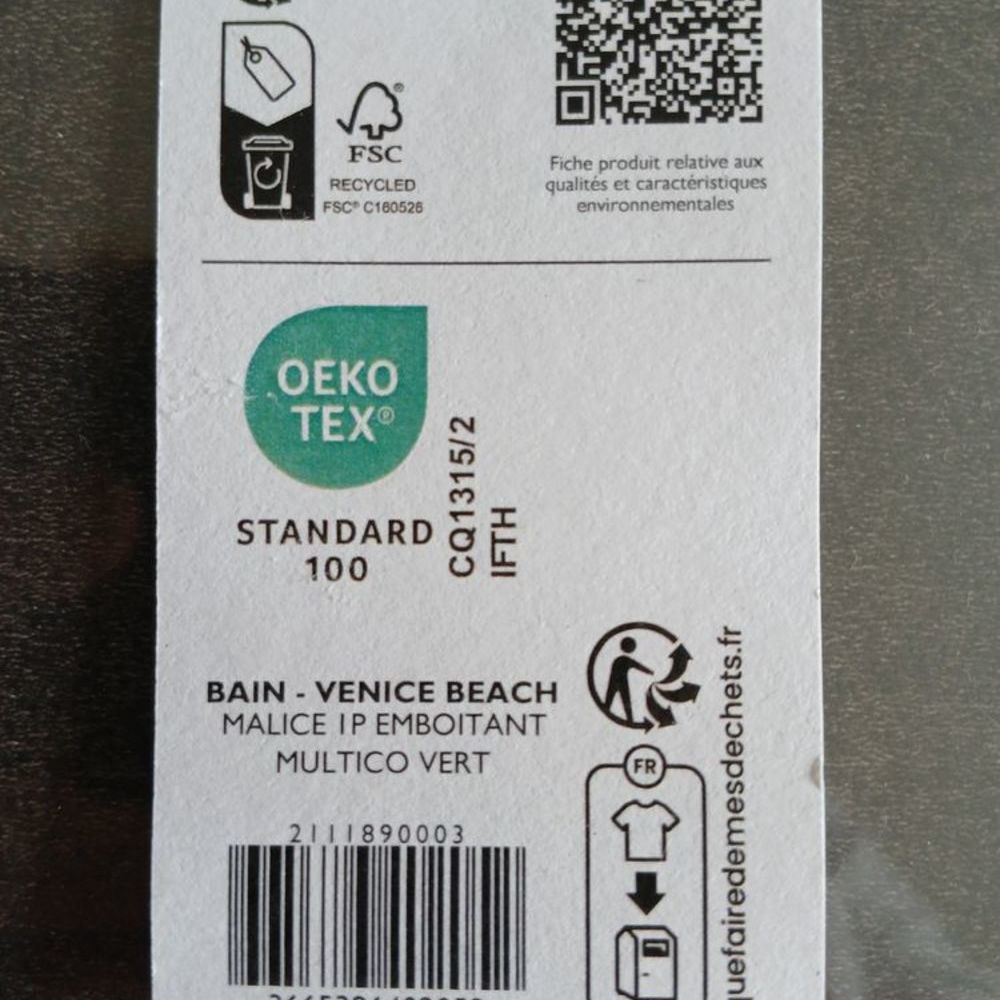 FSC®
RECYCLED
FSC® C160526
Fiche produit relative aux
qualités et caractéristiques
environnementales
OEKO
TEX®
STANDARD
100
CQ1315/2
IFTH
BAIN - VENICE BEACH
MALICE 1P EMBOITANT
MULTICO VERT
2111890003
FR
quefairedemesdechets.fr